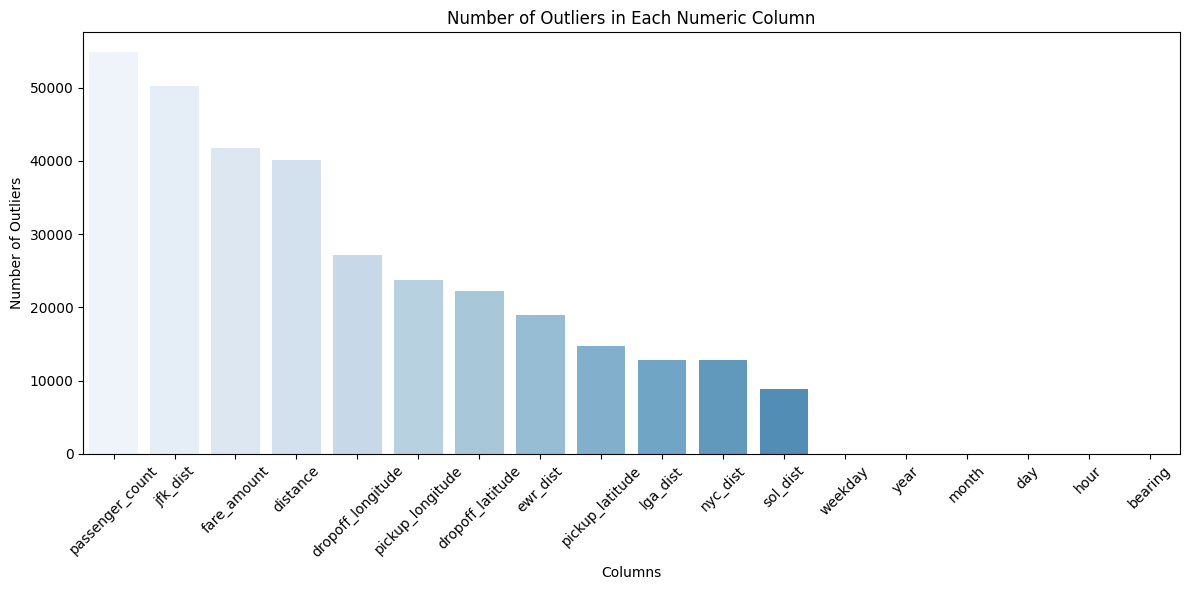 Number of Outliers in Each Numeric Column
Number of Outliers
50000
40000
30000
20000
10000
0
passenger_count
jfk_dist
fare_amount
distance
dropoff_longitude
pickup_longitude
dropoff_latitude
ewr_dist
pickup_latitude
lga_dist
nyc_dist
sol_dist
weekday
year
month
day
hour
bearing
Columns